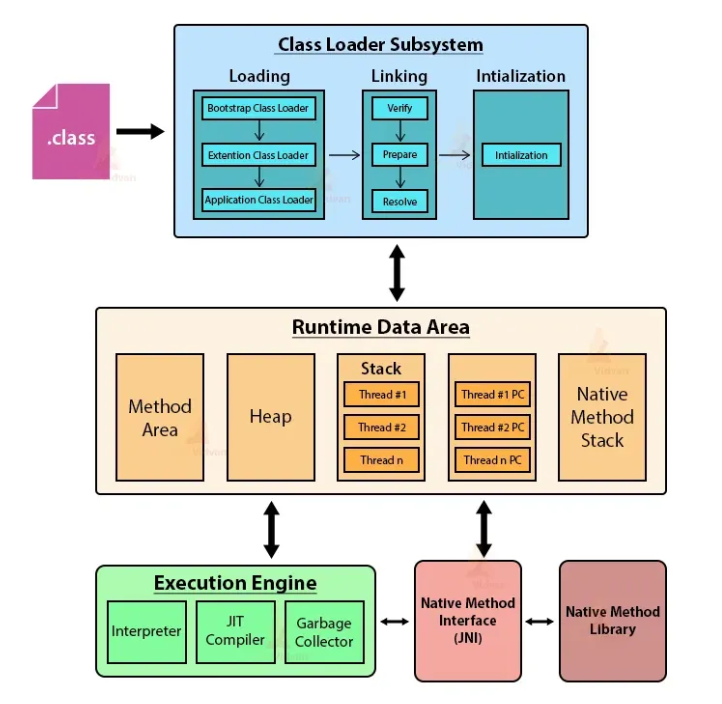 Class Loader Subsystem
Loading
Linking
Intialization
.class
Bootstrap Class Loader
Extention Class Loader
Application Class Loader
Verify
Prepare
Resolve
Intialization
Runtime Data Area
Method
Area
Heap
Stack
Thread #1
Thread #2
Thread n
Thread #1 PC
Thread #2 PC
Thread n PC
Native
Method
Stack
Execution Engine
Interpreter
JIT
Compiler
Garbage
Collector
Native Method
Interface
(JNI)
Native Method
Library